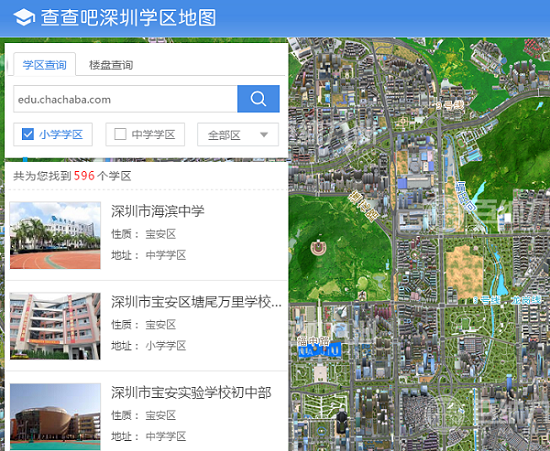 查查吧深圳学区地图
学区查询
楼盘查询
edu.chachaba.com
小学学区
中学学区
全部区
共为您找到 596 个学区
深圳市海滨中学
性质： 宝安区
地址： 中学学区
深圳市宝安区塘尾万里学校...
性质： 宝安区
地址： 小学学区
深圳市宝安实验学校初中部
性质： 宝安区
地址： 中学学区